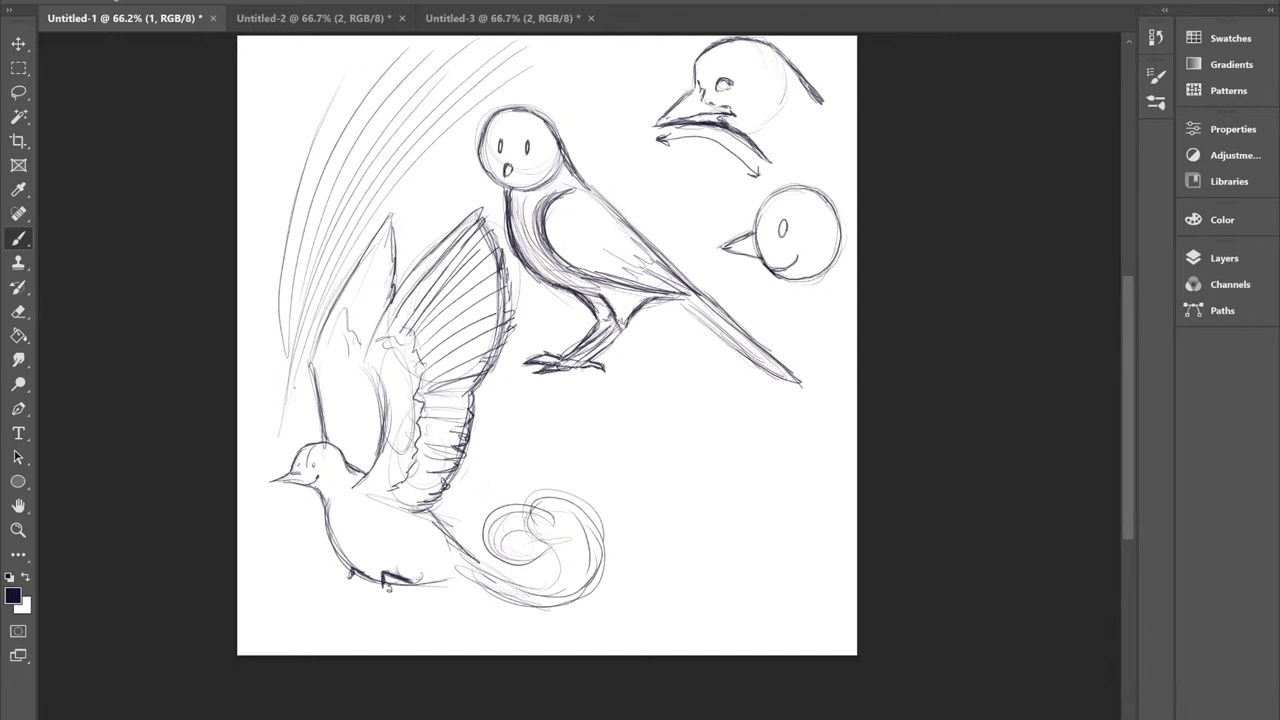 Untitled-1 @ 66.2% (1, RGB/8) *
Untitled-2 @ 66.7% (2, RGB/8) *
Untitled-3 @ 66.7% (2, RGB/8) *
Swatches
Gradients
Patterns
Properties
Adjustme...
Libraries
Color
Layers
Channels
Paths